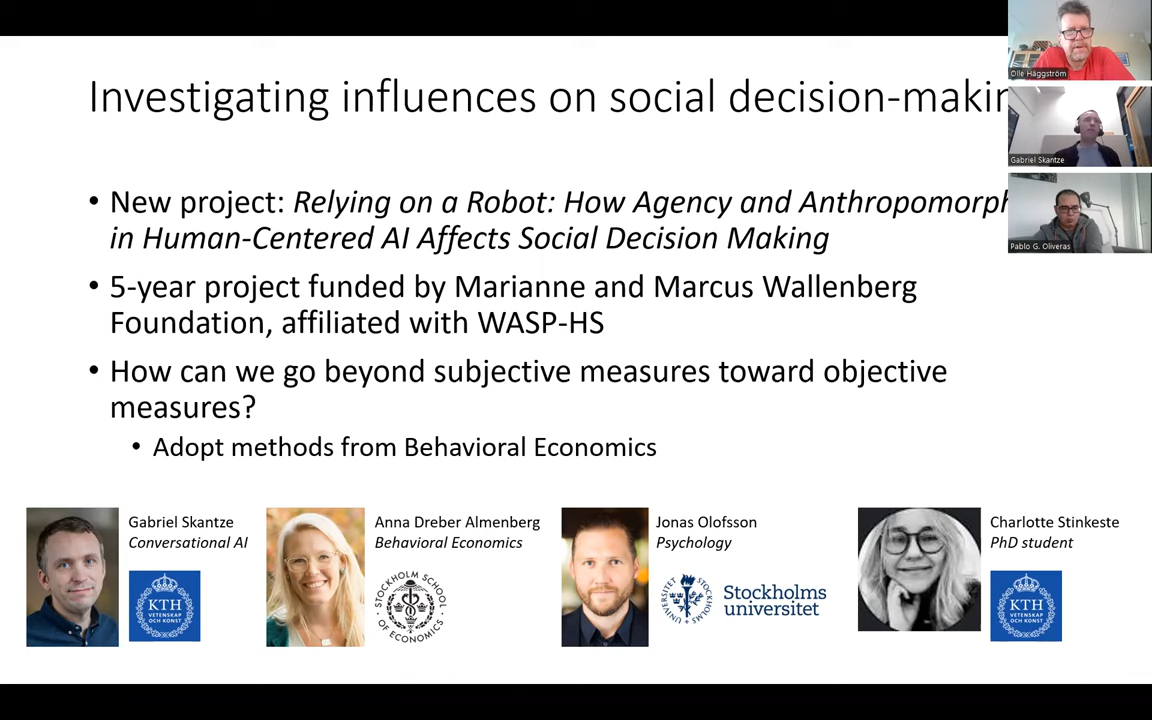 Investigating influences on social decision-makin
• New project: Relying on a Robot: How Agency and Anthropomorph
in Human-Centered AI Affects Social Decision Making
• 5-year project funded by Marianne and Marcus Wallenberg
Foundation, affiliated with WASP-HS
• How can we go beyond subjective measures toward objective
measures?
• Adopt methods from Behavioral Economics
Gabriel Skantze
Conversational AI
KTH
VETENSKAP
OCH KONST
Anna Dreber Almenberg
Behavioral Economics
STOCKHOLM SCHOOL
OF ECONOMICS
Jonas Olofsson
Psychology
STOCKHOLMS
UNIVERSITET
Stockholms
universitet
Charlotte Stinkeste
PhD student
KTH
VETENSKAP
OCH KONST
Olle Häggström
Gabriel Skantze
Pablo G. Oliveras